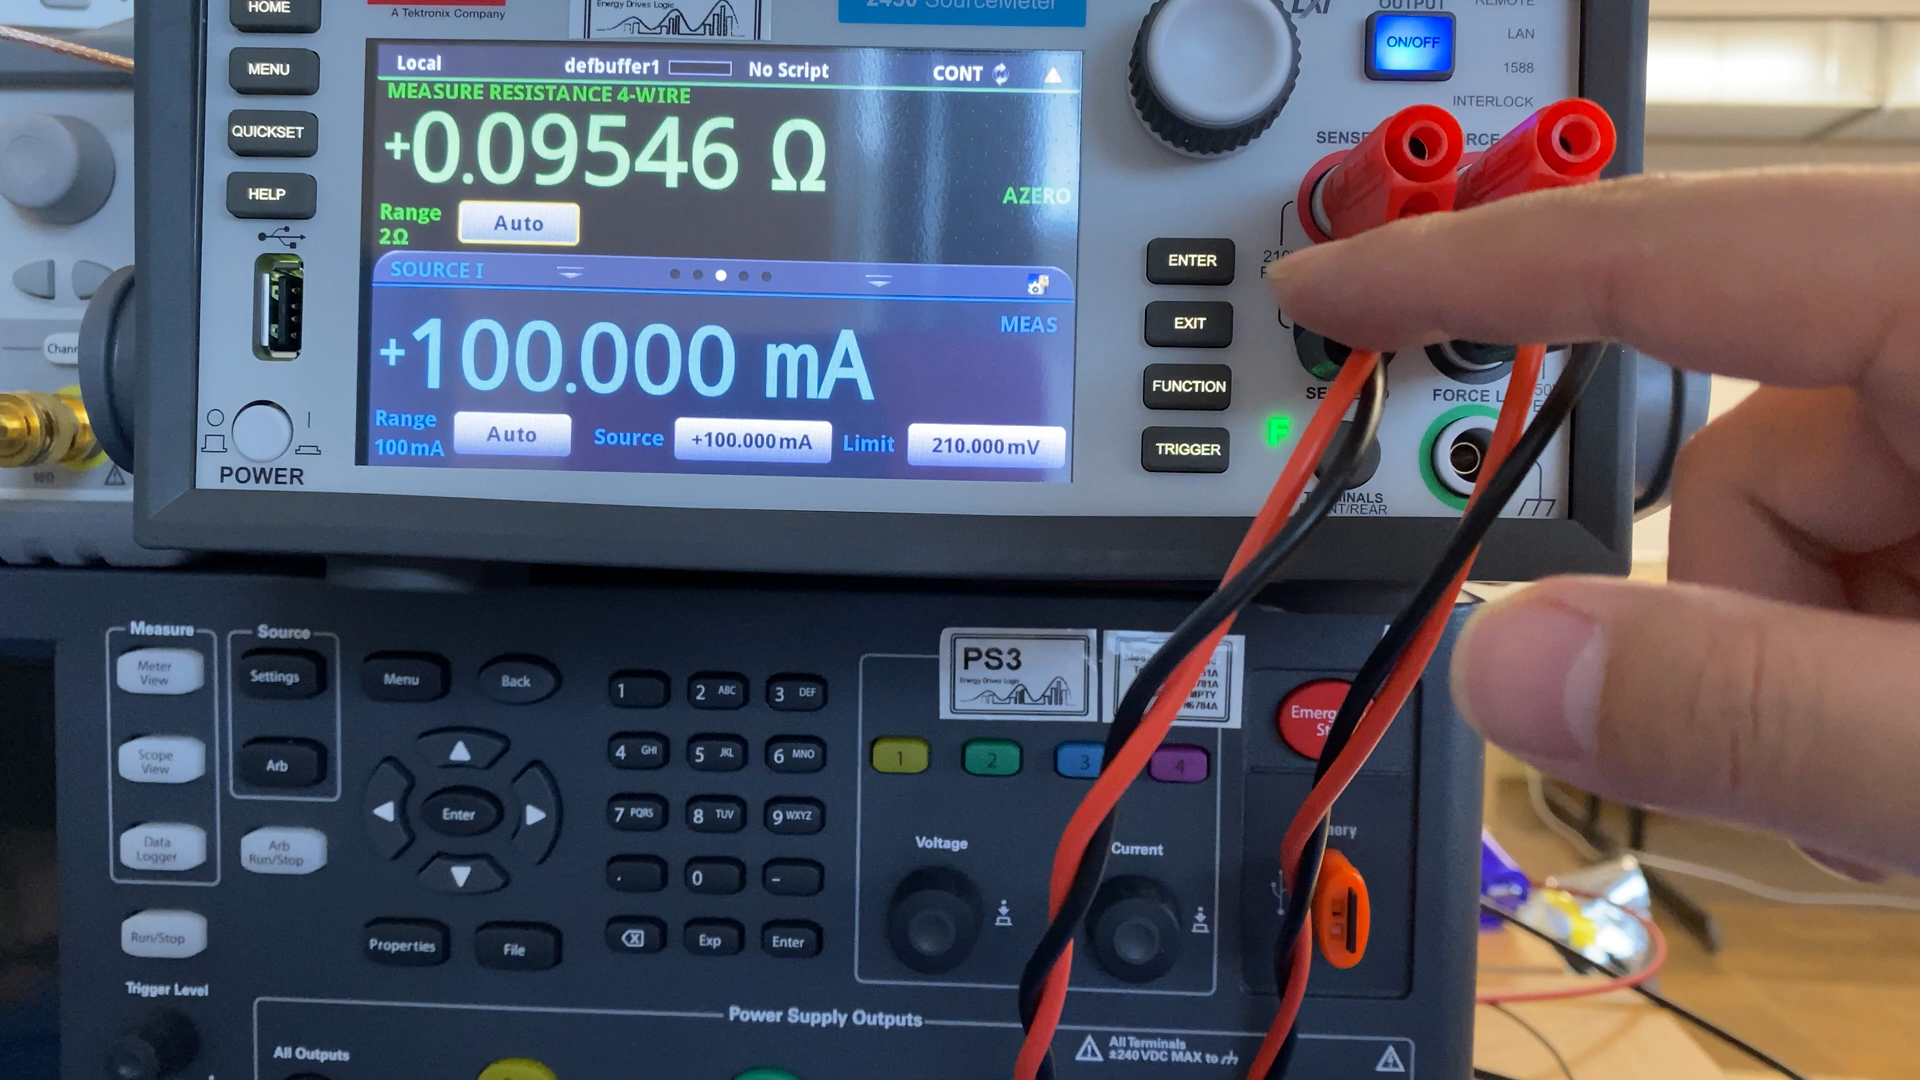 HOME
A Tektronix Company
Energy Drives Logic
2450 SourceMeter
LXI
OUTPUT
REMOTE
ON/OFF
LAN
1588
INTERLOCK
MENU
QUICKSET
HELP
Local
defbuffer1
No Script
CONT
MEASURE RESISTANCE 4-WIRE
+0.09546 Ω
AZERO
Range
2Ω
Auto
SOURCE I
MEAS
+100.000 mA
Range
100mA
Auto
Source
+100.000mA
Limit
210.000mV
POWER
ENTER
EXIT
FUNCTION
TRIGGER
SENSE
FORCE L
F
Measure
Meter
View
Scope
View
Data
Logger
Run/Stop
Trigger Level
Source
Settings
Arb
Arb
Run/Stop
Menu
Back
Enter
Properties
File
1
2 ABC
3 DEF
4 GHI
5 JKL
6 MNO
7 PQRS
8 TUV
9 WXYZ
.
0
–
Exp
Enter
PS3
Energy Drives Logic
1
2
3
4
Voltage
Current
Power Supply Outputs
All Outputs
All Terminals
±240 VDC MAX to